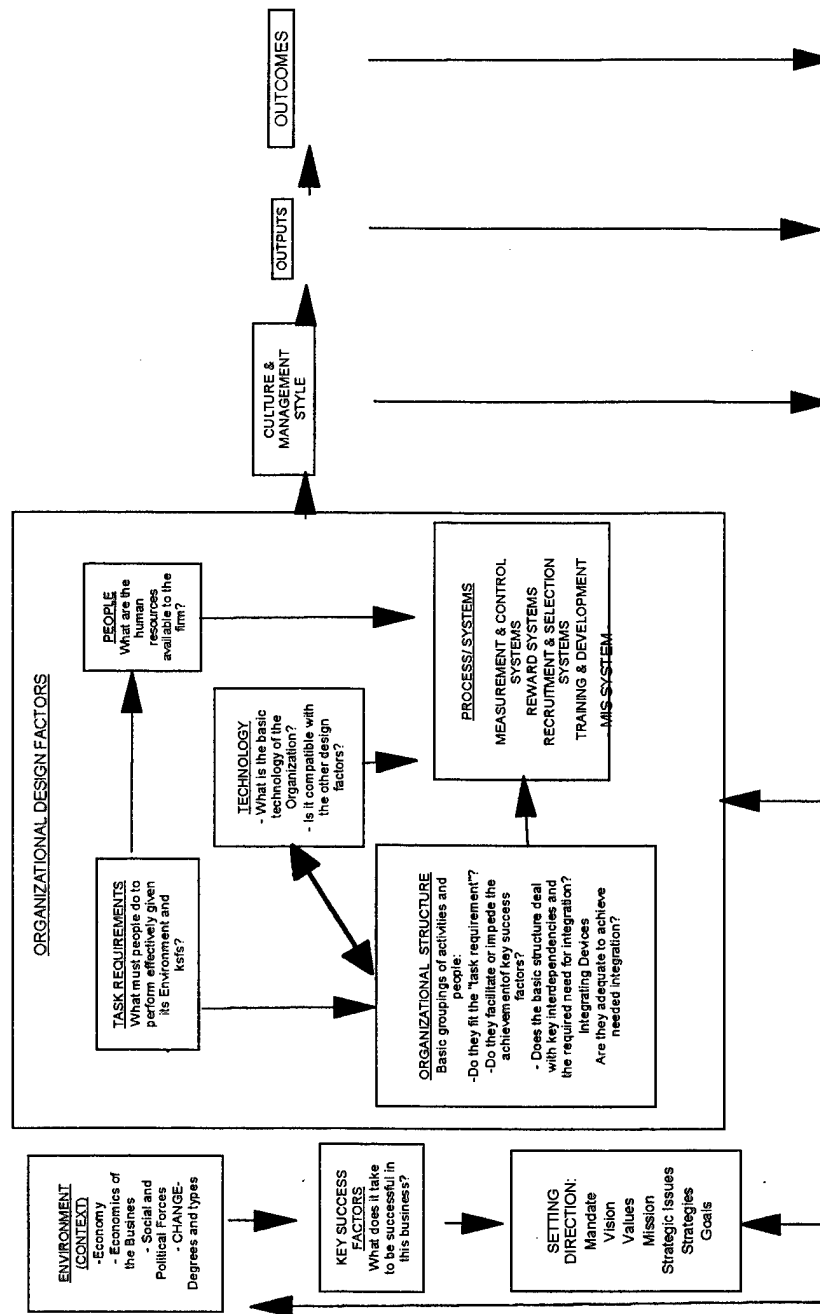 ENVIRONMENT
(CONTEXT)
-Economy
- Economics of
the Busines
- Social and
Political Forces
- CHANGE-
Degrees and types
KEY SUCCESS
FACTORS
What does it take
to be successful in
this business?
SETTING
DIRECTION:
Mandate
Vision
Values
Mission
Strategic Issues
Strategies
Goals
ORGANIZATIONAL DESIGN FACTORS
TASK REQUIREMENTS
What must people do to
perform effectively given
its Environment and
ksfs?
PEOPLE
What are the
human
resources
available to the
firm?
TECHNOLOGY
- What is the basic
technology of the
Organization?
- Is it compatible with
the other design
factors?
ORGANIZATIONAL STRUCTURE
Basic groupings of activities and
people:
-Do they fit the "task requirement"?
-Do they facilitate or impede the
achievementof key success
factors?
- Does the basic structure deal
with key interdependencies and
the required need for integration?
Integrating Devices
Are they adequate to achieve
needed integration?
PROCESS/ SYSTEMS
MEASUREMENT & CONTROL
SYSTEMS
REWARD SYSTEMS
RECRUITMENT & SELECTION
SYSTEMS
TRAINING & DEVELOPMENT
- MIS SYSTEM -
CULTURE &
MANAGEMENT
STYLE
OUTPUTS
OUTCOMES